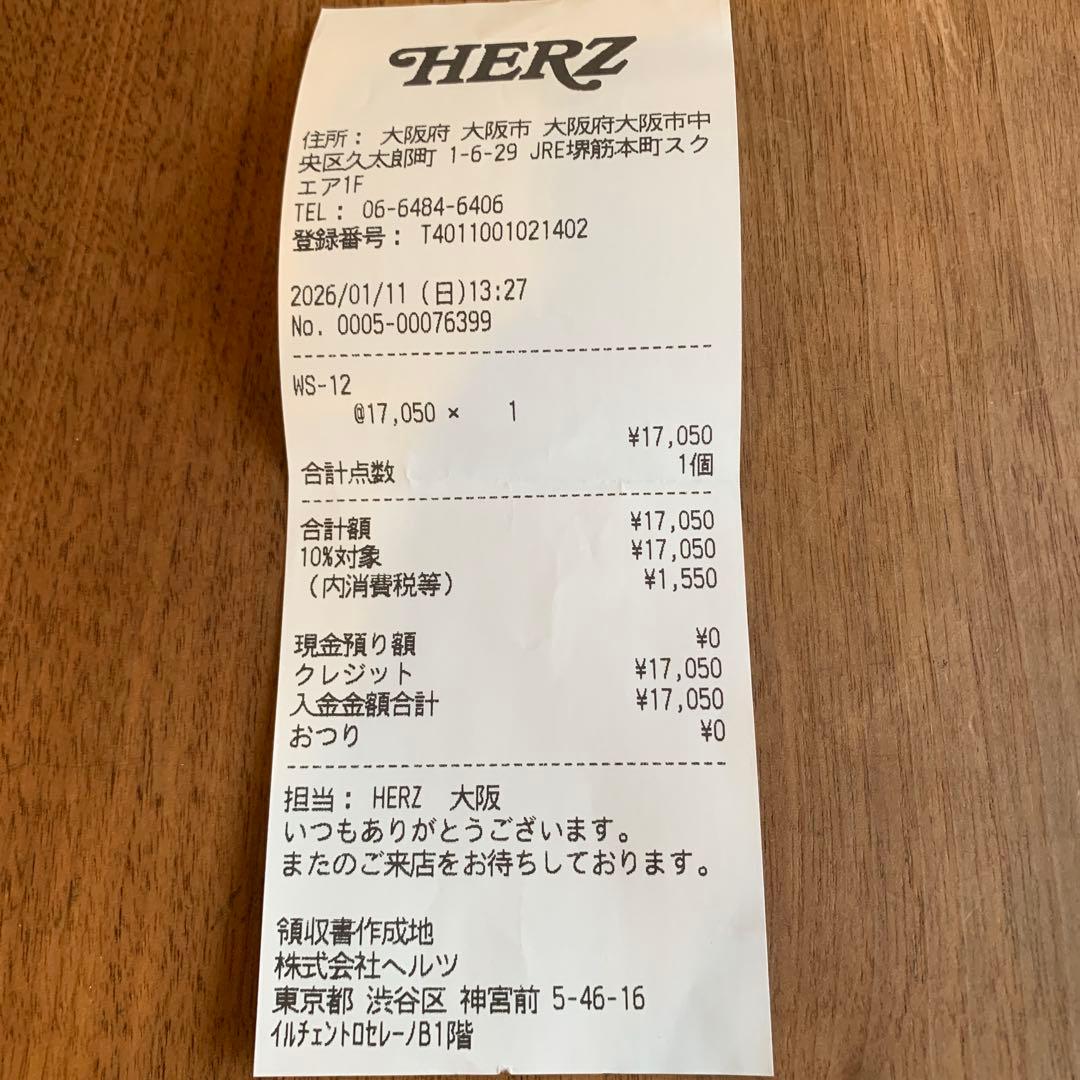 HERZ
住所： 大阪府 大阪市 大阪府大阪市中
央区久太郎町 1-6-29 JRE堺筋本町スク
エア1F
TEL： 06-6484-6406
登録番号： T4011001021402
2026/01/11 (日)13:27
No. 0005-00076399
WS-12
@17,050 × 1
¥17,050
合計点数 1個
合計額 ¥17,050
10%対象 ¥17,050
（内消費税等） ¥1,550
現金預り額 ¥0
クレジット ¥17,050
入金金額合計 ¥17,050
おつり ¥0
担当： HERZ 大阪
いつもありがとうございます。
またのご来店をお待ちしております。
領収書作成地
株式会社ヘルツ
東京都 渋谷区 神宮前 5-46-16
イルチェントロセレーノB1階